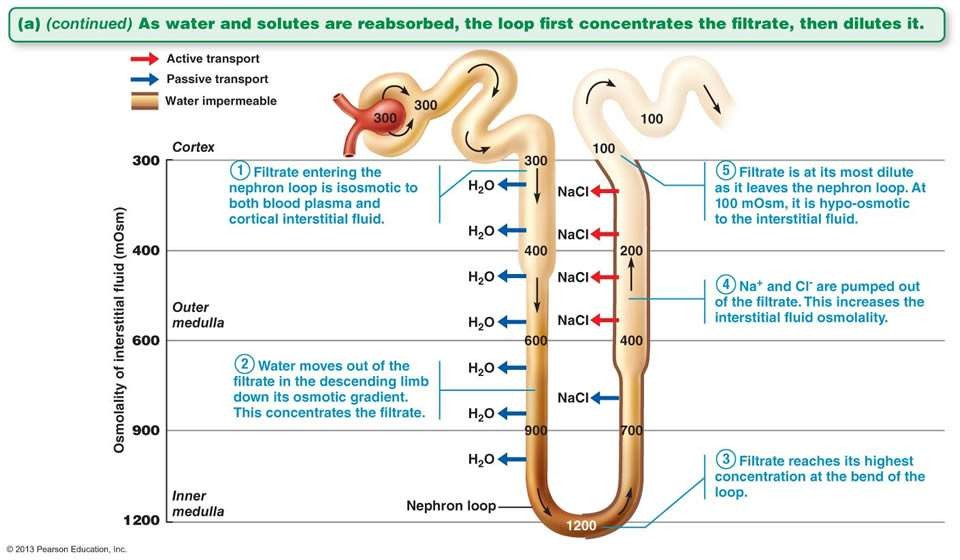 (a) (continued) As water and solutes are reabsorbed, the loop first concentrates the filtrate, then dilutes it.
Active transport
Passive transport
Water impermeable
300
300
100
Cortex
100
300
300
1 Filtrate entering the
nephron loop is isosmotic to
both blood plasma and
cortical interstitial fluid.
H₂O
H₂O
NaCl
NaCl
5 Filtrate is at its most dilute
as it leaves the nephron loop. At
100 mOsm, it is hypo-osmotic
to the interstitial fluid.
Osmolality of interstitial fluid (mOsm)
400
400
200
H₂O
H₂O
NaCl
NaCl
4 Na⁺ and Cl⁻ are pumped out
of the filtrate. This increases the
interstitial fluid osmolality.
Outer
medulla
600
600
400
2 Water moves out of the
filtrate in the descending limb
down its osmotic gradient.
This concentrates the filtrate.
H₂O
H₂O
NaCl
900
900
700
H₂O
3 Filtrate reaches its highest
concentration at the bend of the
loop.
Inner
medulla
Nephron loop
1200
1200
© 2013 Pearson Education, Inc.